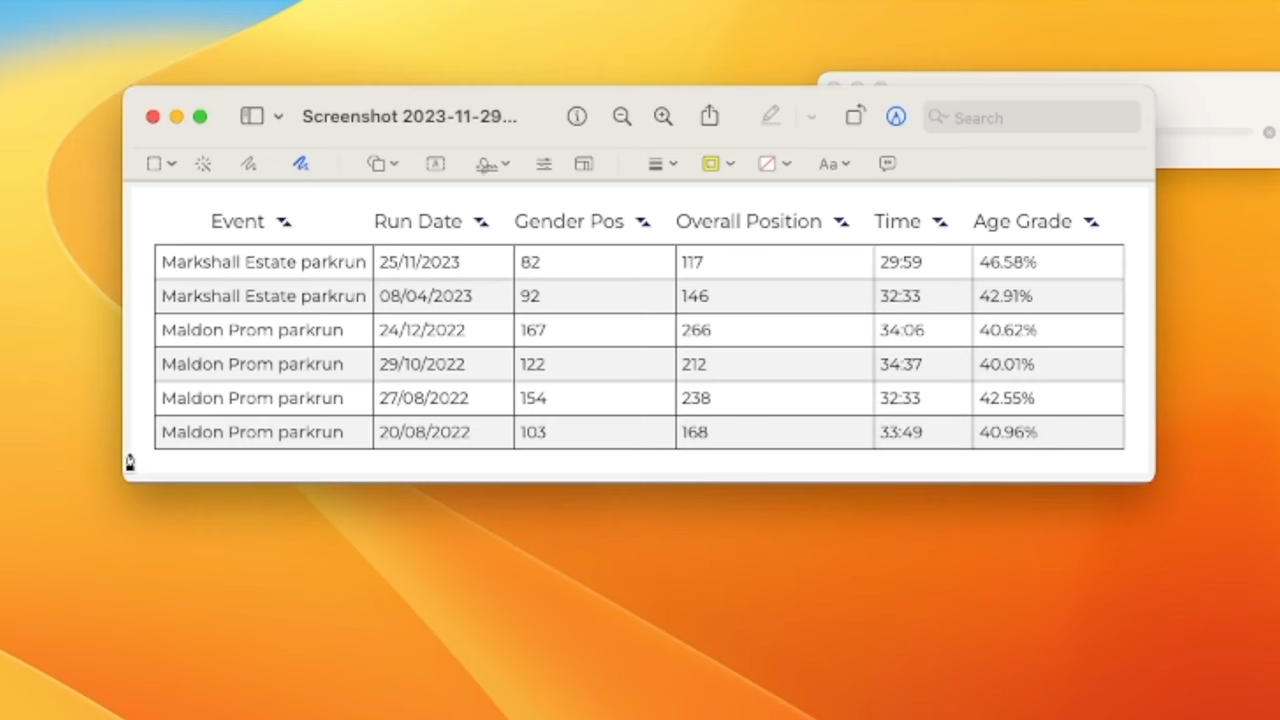 Screenshot 2023-11-29...
Search
Aa
Event Run Date Gender Pos Overall Position Time Age Grade
Markshall Estate parkrun 25/11/2023 82 117 29:59 46.58%
Markshall Estate parkrun 08/04/2023 92 146 32:33 42.91%
Maldon Prom parkrun 24/12/2022 167 266 34:06 40.62%
Maldon Prom parkrun 29/10/2022 122 212 34:37 40.01%
Maldon Prom parkrun 27/08/2022 154 238 32:33 42.55%
Maldon Prom parkrun 20/08/2022 103 168 33:49 40.96%